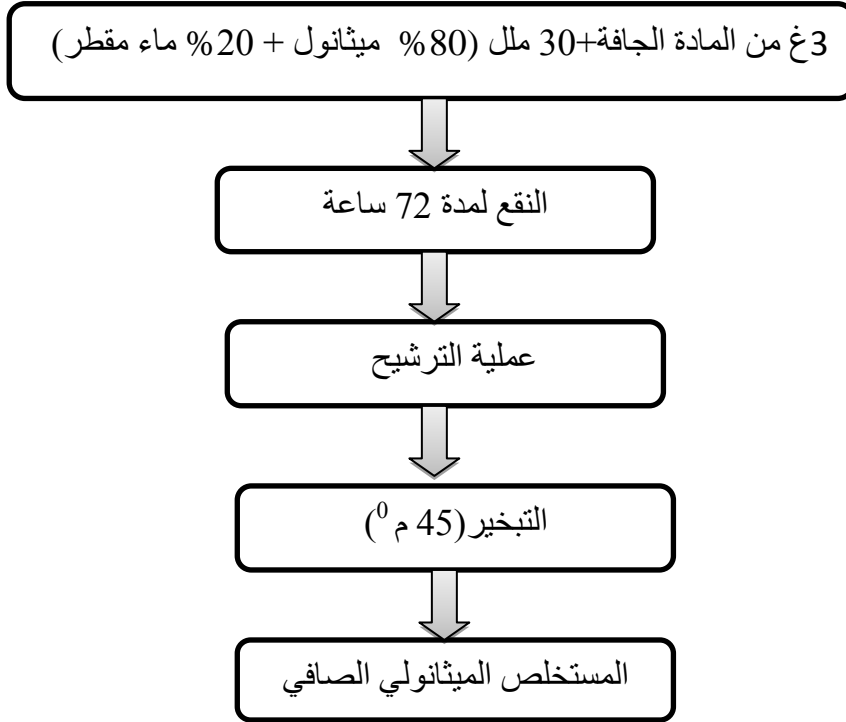 3غ من المادة الجافة+30 ملل (80% ميثانول + 20% ماء مقطر)
النقع لمدة 72 ساعة
عملية الترشيح
التبخير(45 م 0)
المستخلص الميثانولي الصافي